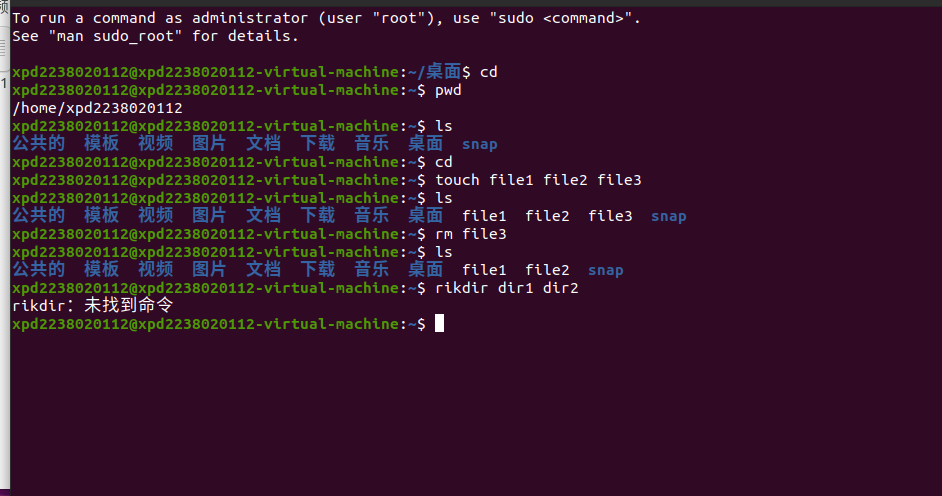 频
1
To run a command as administrator (user "root"), use "sudo <command>".
See "man sudo_root" for details.
xpd2238020112@xpd2238020112-virtual-machine:~/桌面$ cd
xpd2238020112@xpd2238020112-virtual-machine:~$ pwd
/home/xpd2238020112
xpd2238020112@xpd2238020112-virtual-machine:~$ ls
公共的 模板 视频 图片 文档 下载 音乐 桌面 snap
xpd2238020112@xpd2238020112-virtual-machine:~$ cd
xpd2238020112@xpd2238020112-virtual-machine:~$ touch file1 file2 file3
xpd2238020112@xpd2238020112-virtual-machine:~$ ls
公共的 模板 视频 图片 文档 下载 音乐 桌面 file1 file2 file3 snap
xpd2238020112@xpd2238020112-virtual-machine:~$ rm file3
xpd2238020112@xpd2238020112-virtual-machine:~$ ls
公共的 模板 视频 图片 文档 下载 音乐 桌面 file1 file2 snap
xpd2238020112@xpd2238020112-virtual-machine:~$ rikdir dir1 dir2
rikdir：未找到命令
xpd2238020112@xpd2238020112-virtual-machine:~$